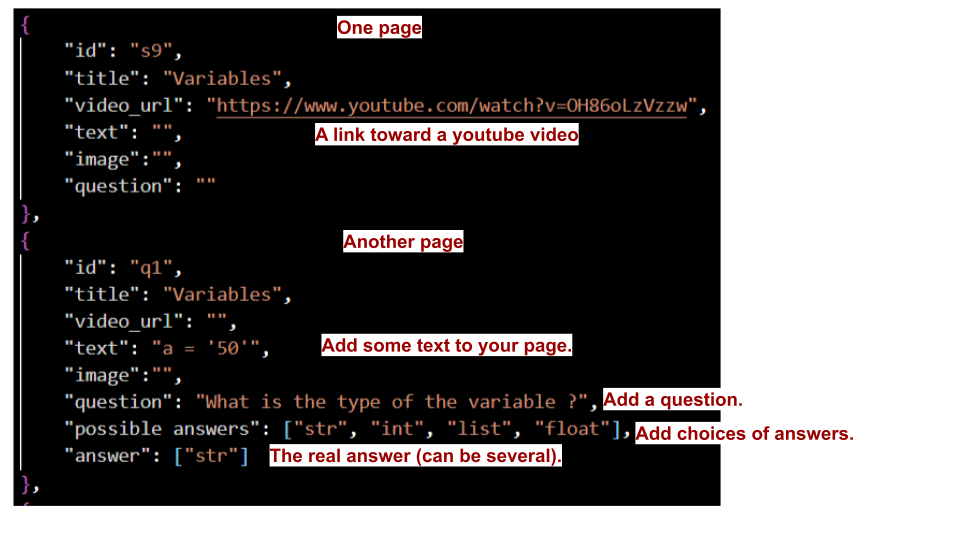 {
One page
"id": "s9",
"title": "Variables",
"video_url": "https://www.youtube.com/watch?v=OH86oLzVzzw",
"text": "",
A link toward a youtube video
"image":"",
"question": ""
},
{
Another page
"id": "q1",
"title": "Variables",
"video_url": "",
"text": "a = '50'",
Add some text to your page.
"image":"",
"question": "What is the type of the variable ?",
Add a question.
"possible answers": ["str", "int", "list", "float"],
Add choices of answers.
"answer": ["str"]
The real answer (can be several).
},